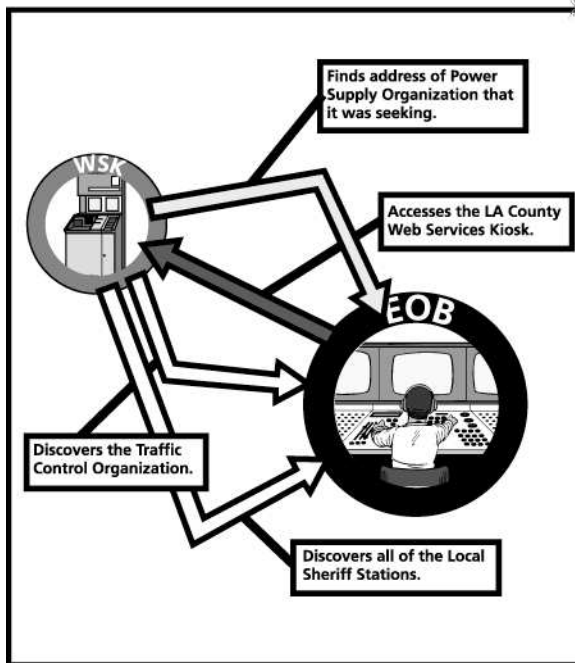 Finds address of Power
Supply Organization that
it was seeking.
WSK
Accesses the LA County
Web Services Kiosk.
EOB
Discovers the Traffic
Control Organization.
Discovers all of the Local
Sheriff Stations.